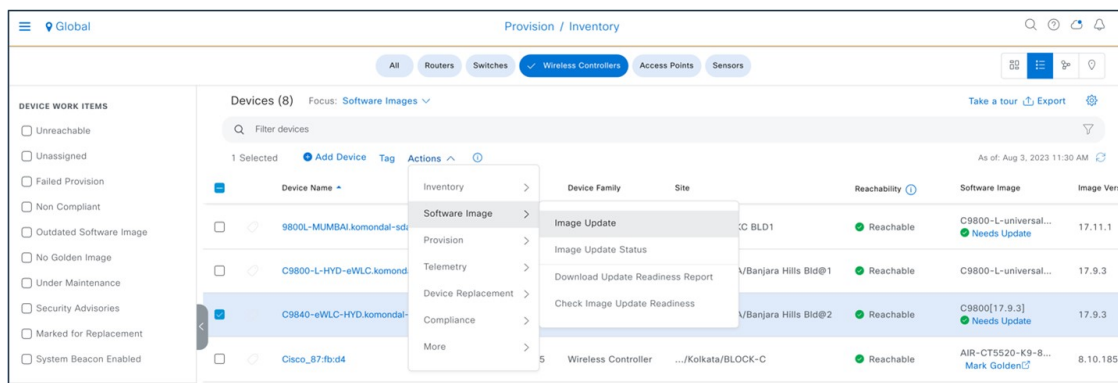 Global
Provision / Inventory
All Routers Switches Wireless Controllers Access Points Sensors
DEVICE WORK ITEMS
Unreachable
Unassigned
Failed Provision
Non Compliant
Outdated Software Image
No Golden Image
Under Maintenance
Security Advisories
Marked for Replacement
System Beacon Enabled
Devices (8) Focus: Software Images
Take a tour Export
Filter devices
1 Selected Add Device Tag Actions
As of: Aug 3, 2023 11:30 AM
Device Name Device Family Site Reachability Software Image Image Vers
Inventory
Software Image
Provision
Telemetry
Device Replacement
Compliance
More
Image Update
Image Update Status
Download Update Readiness Report
Check Image Update Readiness
9800L-MUMBAI.komondal-sda KC BLD1 Reachable C9800-L-universal... 17.11.1
Needs Update
C9800-L-HYD-eWLC.komonda A/Banjara Hills Bld@1 Reachable C9800-L-universal... 17.9.3
C9840-eWLC-HYD.komondal- A/Banjara Hills Bld@2 Reachable C9800[17.9.3] 17.9.3
Needs Update
Cisco_87:fb:d4 5 Wireless Controller .../Kolkata/BLOCK-C Reachable AIR-CT5520-K9-8... 8.10.185
Mark Golden